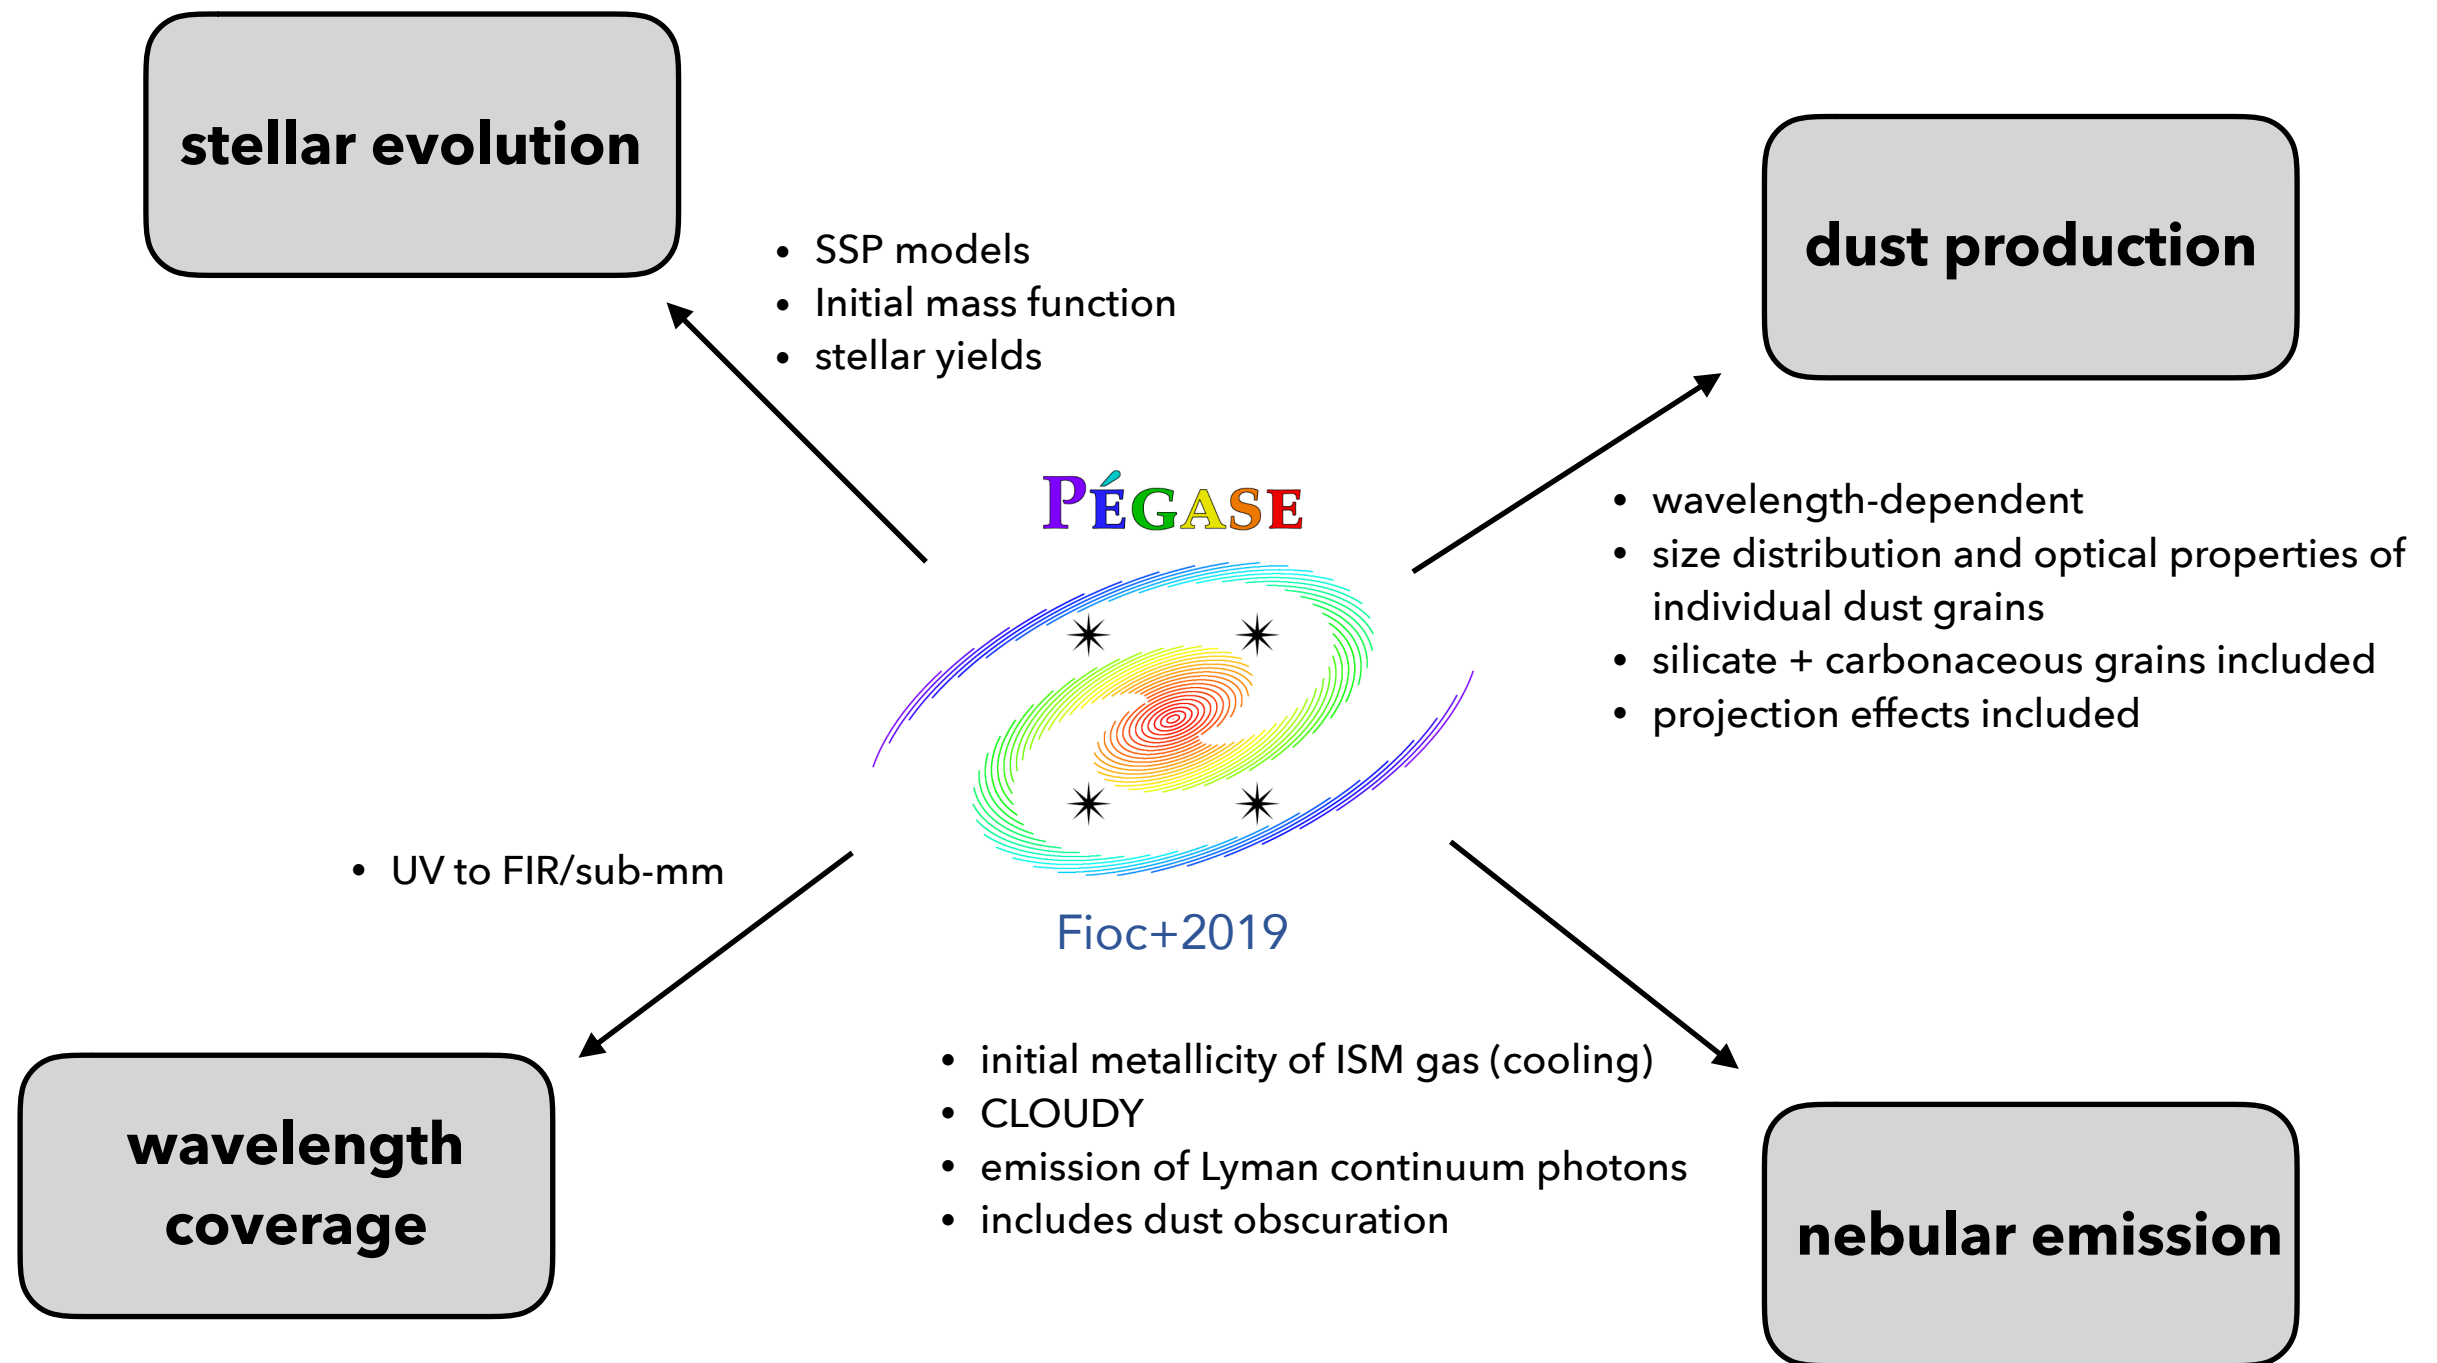 stellar evolution
• SSP models
• Initial mass function
• stellar yields
dust production
• wavelength-dependent
• size distribution and optical properties of
individual dust grains
• silicate + carbonaceous grains included
• projection effects included
PÉGASE
Fioc+2019
• UV to FIR/sub-mm
wavelength
coverage
• initial metallicity of ISM gas (cooling)
• CLOUDY
• emission of Lyman continuum photons
• includes dust obscuration
nebular emission